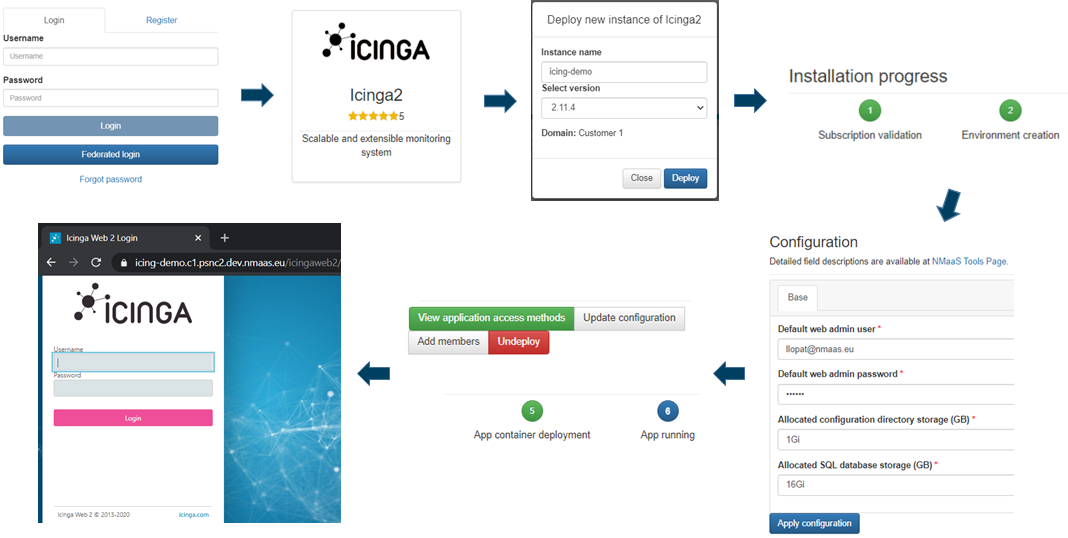 Login
Register
Username
Username
Password
Password
Login
Federated login
Forgot password
ICINGA
Icinga2
5
Scalable and extensible monitoring
system
Deploy new instance of Icinga2
Instance name
icing-demo
Select version
2.11.4
Domain: Customer 1
Close
Deploy
Installation progress
1
2
Subscription validation
Environment creation
Configuration
Detailed field descriptions are available at NMaaS Tools Page.
Base
Default web admin user *
llopat@nmaas.eu
Default web admin password *
••••••
Allocated configuration directory storage (GB) *
1Gi
Allocated SQL database storage (GB) *
16Gi
Apply configuration
View application access methods
Update configuration
Add members
Undeploy
5
6
App container deployment
App running
Icinga Web 2 Login
icing-demo.c1.psnc2.dev.nmaas.eu/icingaweb2/
ICINGA
Username
Password
Login
Icinga Web 2 © 2013-2020
icinga.com